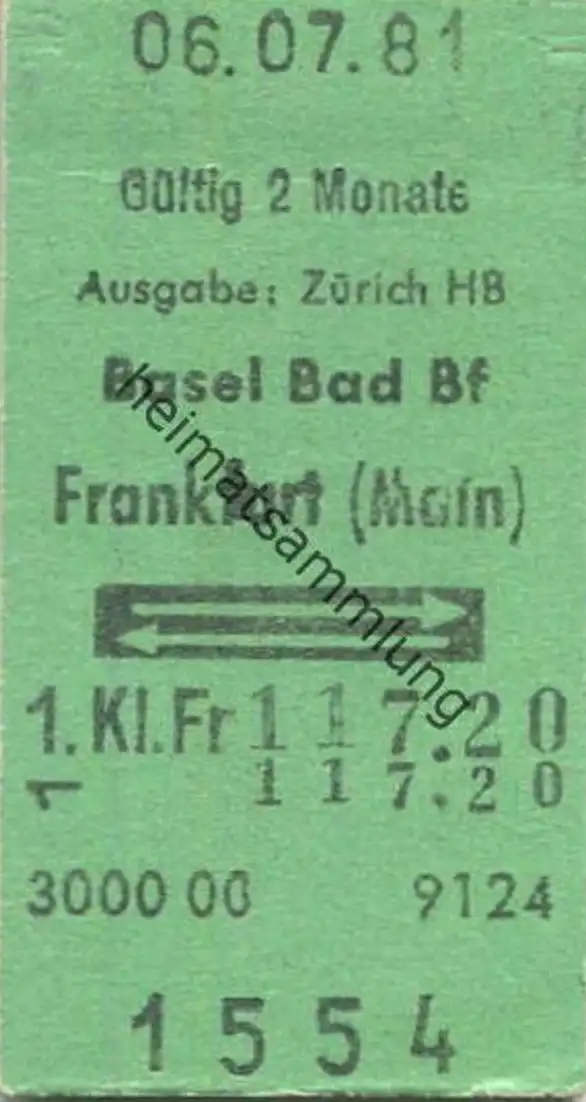 06.07.81
Gültig 2 Monate
Ausgabe: Zürich HB
Basel Bad Bf
Frankfurt (Main)
1. Kl. Fr 117.20
1 117.20
3000 00 9124
1554
heimatsammlung